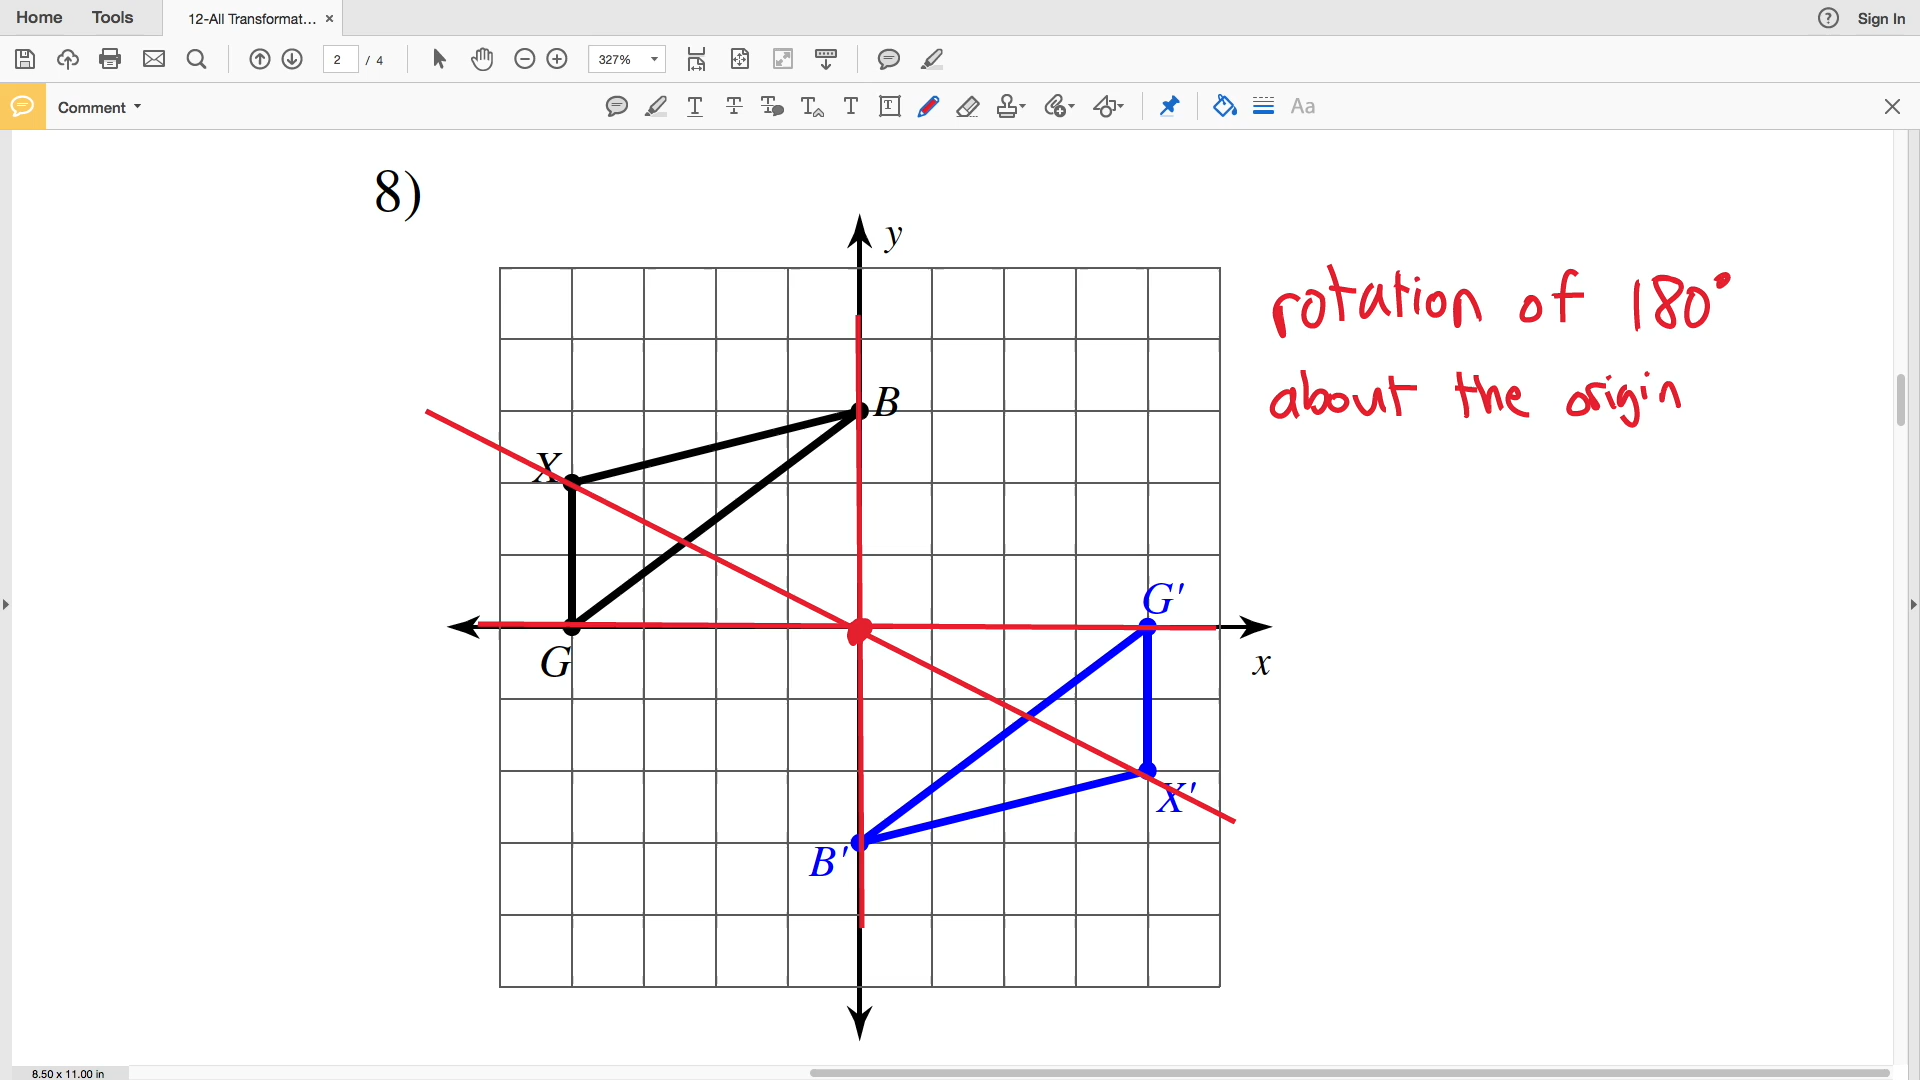 Home Tools 12-All Transformat... × Sign In
2 / 4 327%
Comment Aa
8)
y
rotation of 180°
about the origin
B
X
G'
G
x
X'
B'
8.50 x 11.00 in